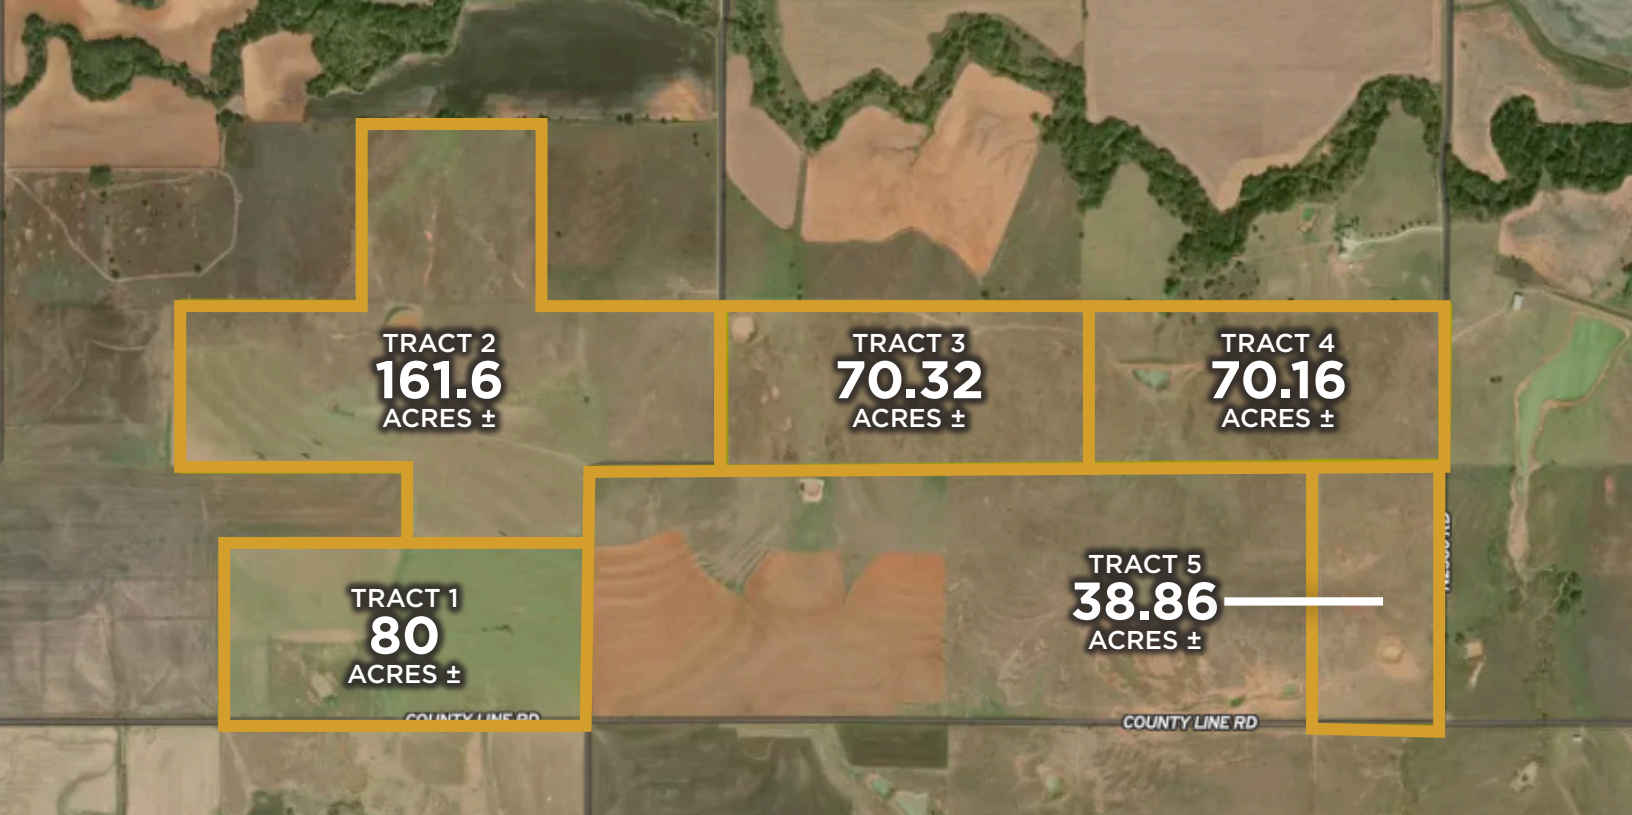 TRACT 2
161.6
ACRES ±
TRACT 3
70.32
ACRES ±
TRACT 4
70.16
ACRES ±
TRACT 5
38.86
ACRES ±
TRACT 1
80
ACRES ±
COUNTY LINE RD
COUNTY LINE RD